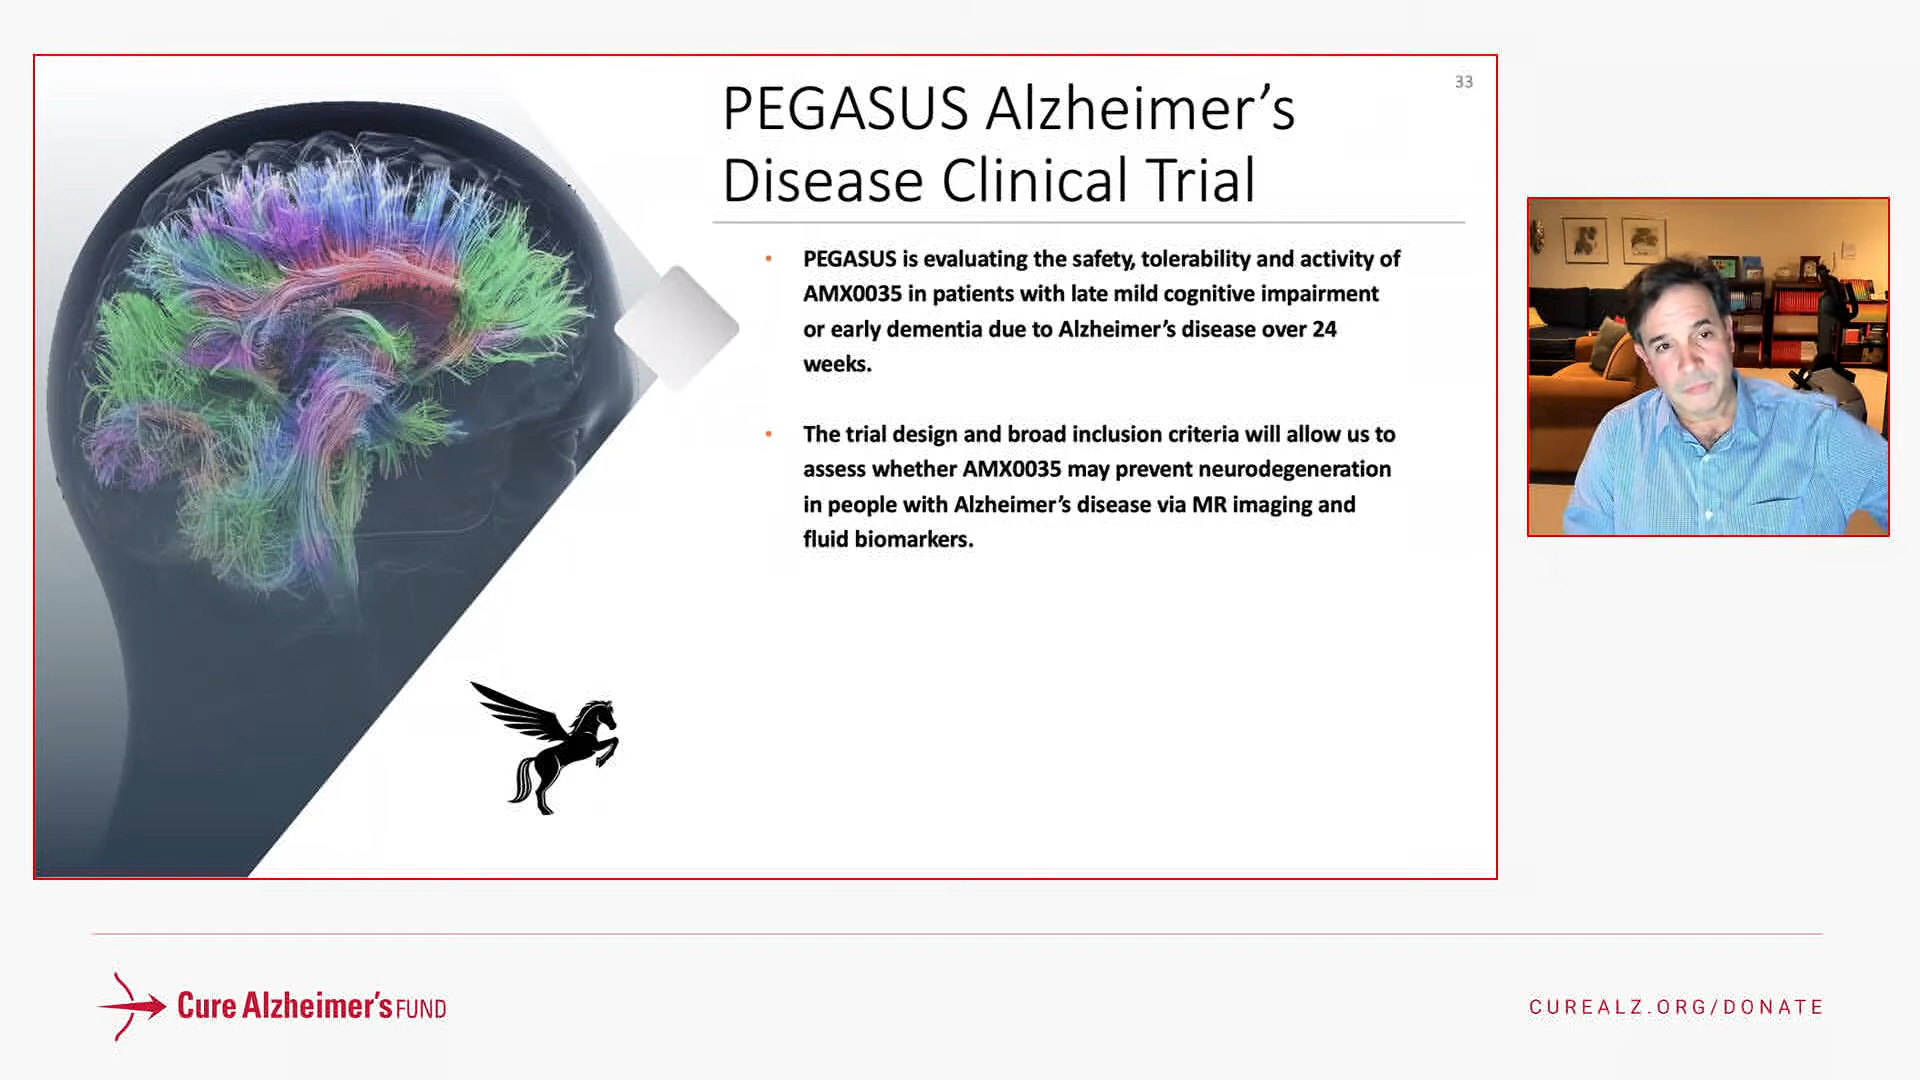 33
PEGASUS Alzheimer’s
Disease Clinical Trial
• PEGASUS is evaluating the safety, tolerability and activity of
AMX0035 in patients with late mild cognitive impairment
or early dementia due to Alzheimer’s disease over 24
weeks.
• The trial design and broad inclusion criteria will allow us to
assess whether AMX0035 may prevent neurodegeneration
in people with Alzheimer’s disease via MR imaging and
fluid biomarkers.
Cure Alzheimer’s FUND
CUREALZ.ORG/DONATE